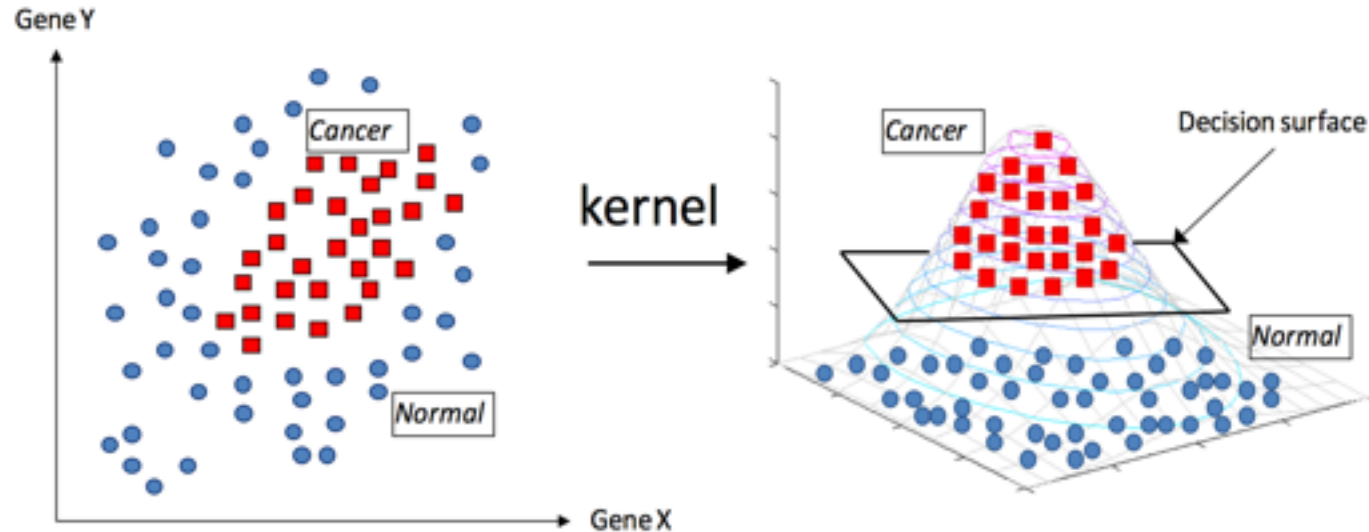 Gene Y
Cancer
Normal
Gene X
kernel
Cancer
Decision surface
Normal